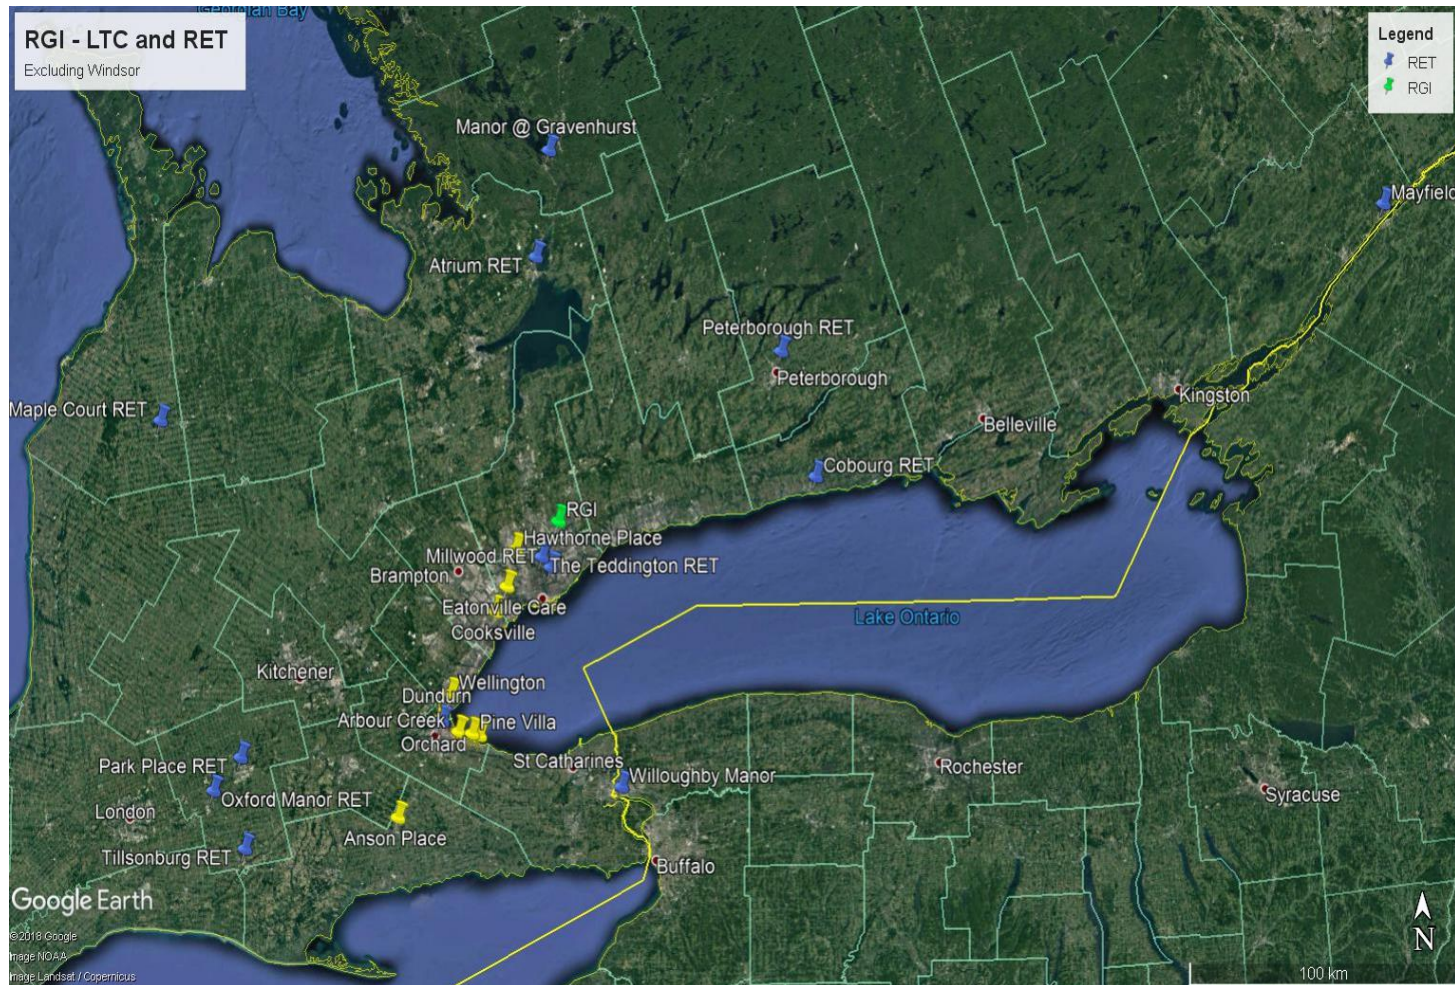 Georgian Bay
RGI - LTC and RET
Excluding Windsor
Legend
RET
RGI
Manor @ Gravenhurst
Mayfield
Atrium RET
Peterborough RET
Peterborough
Kingston
Maple Court RET
Belleville
Cobourg RET
RGI
Hawthorne Place
Millwood RET
The Teddington RET
Brampton
Eatonville Care
Lake Ontario
Cooksville
Kitchener
Wellington
Dundurn
Arbour Creek
Pine Villa
Orchard
St Catharines
Park Place RET
Willoughby Manor
Rochester
Oxford Manor RET
Syracuse
London
Anson Place
Tillsonburg RET
Buffalo
Google Earth
©2018 Google
Image NOAA
Image Landsat / Copernicus
N
100 km